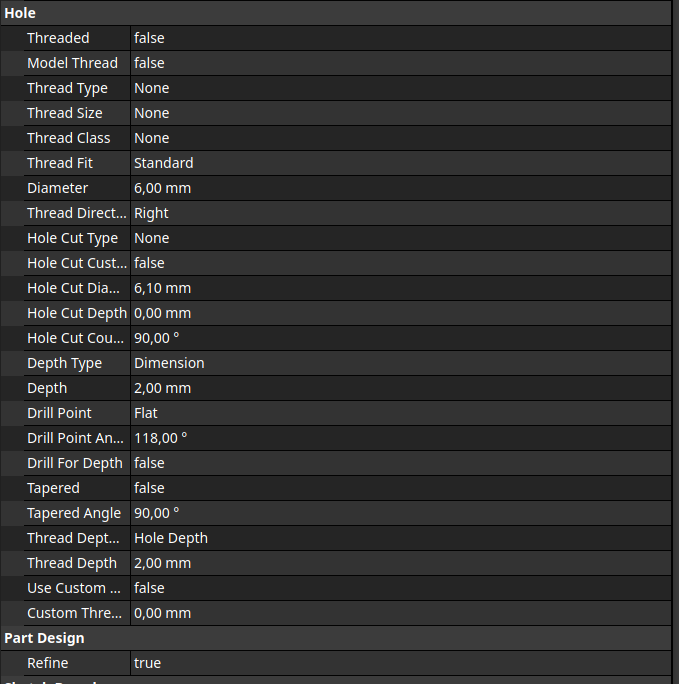 Hole
Threaded false
Model Thread false
Thread Type None
Thread Size None
Thread Class None
Thread Fit Standard
Diameter 6,00 mm
Thread Direct... Right
Hole Cut Type None
Hole Cut Cust... false
Hole Cut Dia... 6,10 mm
Hole Cut Depth 0,00 mm
Hole Cut Cou... 90,00 °
Depth Type Dimension
Depth 2,00 mm
Drill Point Flat
Drill Point An... 118,00 °
Drill For Depth false
Tapered false
Tapered Angle 90,00 °
Thread Dept... Hole Depth
Thread Depth 2,00 mm
Use Custom ... false
Custom Thre... 0,00 mm
Part Design
Refine true